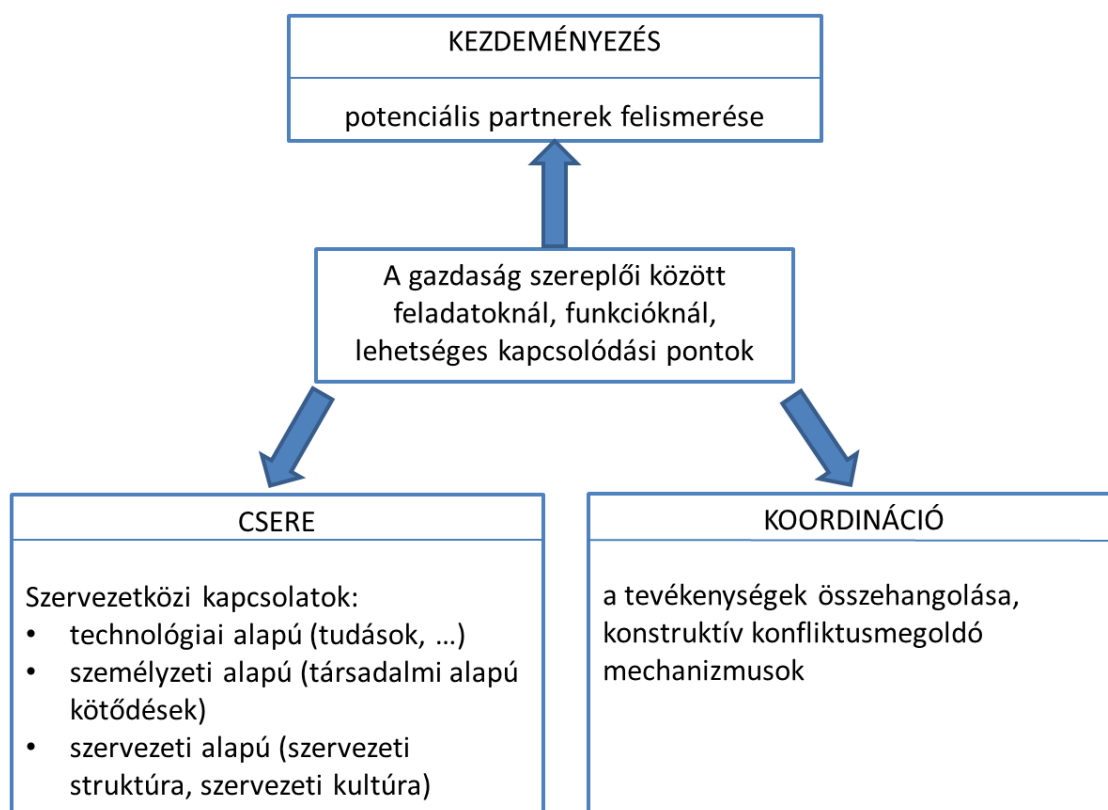 KEZDEMÉNYEZÉS
potenciális partnerek felismerése
A gazdaság szereplői között
feladatoknál, funkcióknál,
lehetséges kapcsolódási pontok
CSERE
Szervezetközi kapcsolatok:
• technológiai alapú (tudások, ...)
• személyzeti alapú (társadalmi alapú
kötődések)
• szervezeti alapú (szervezeti
struktúra, szervezeti kultúra)
KOORDINÁCIÓ
a tevékenységek összehangolása,
konstruktív konfliktusmegoldó
mechanizmusok